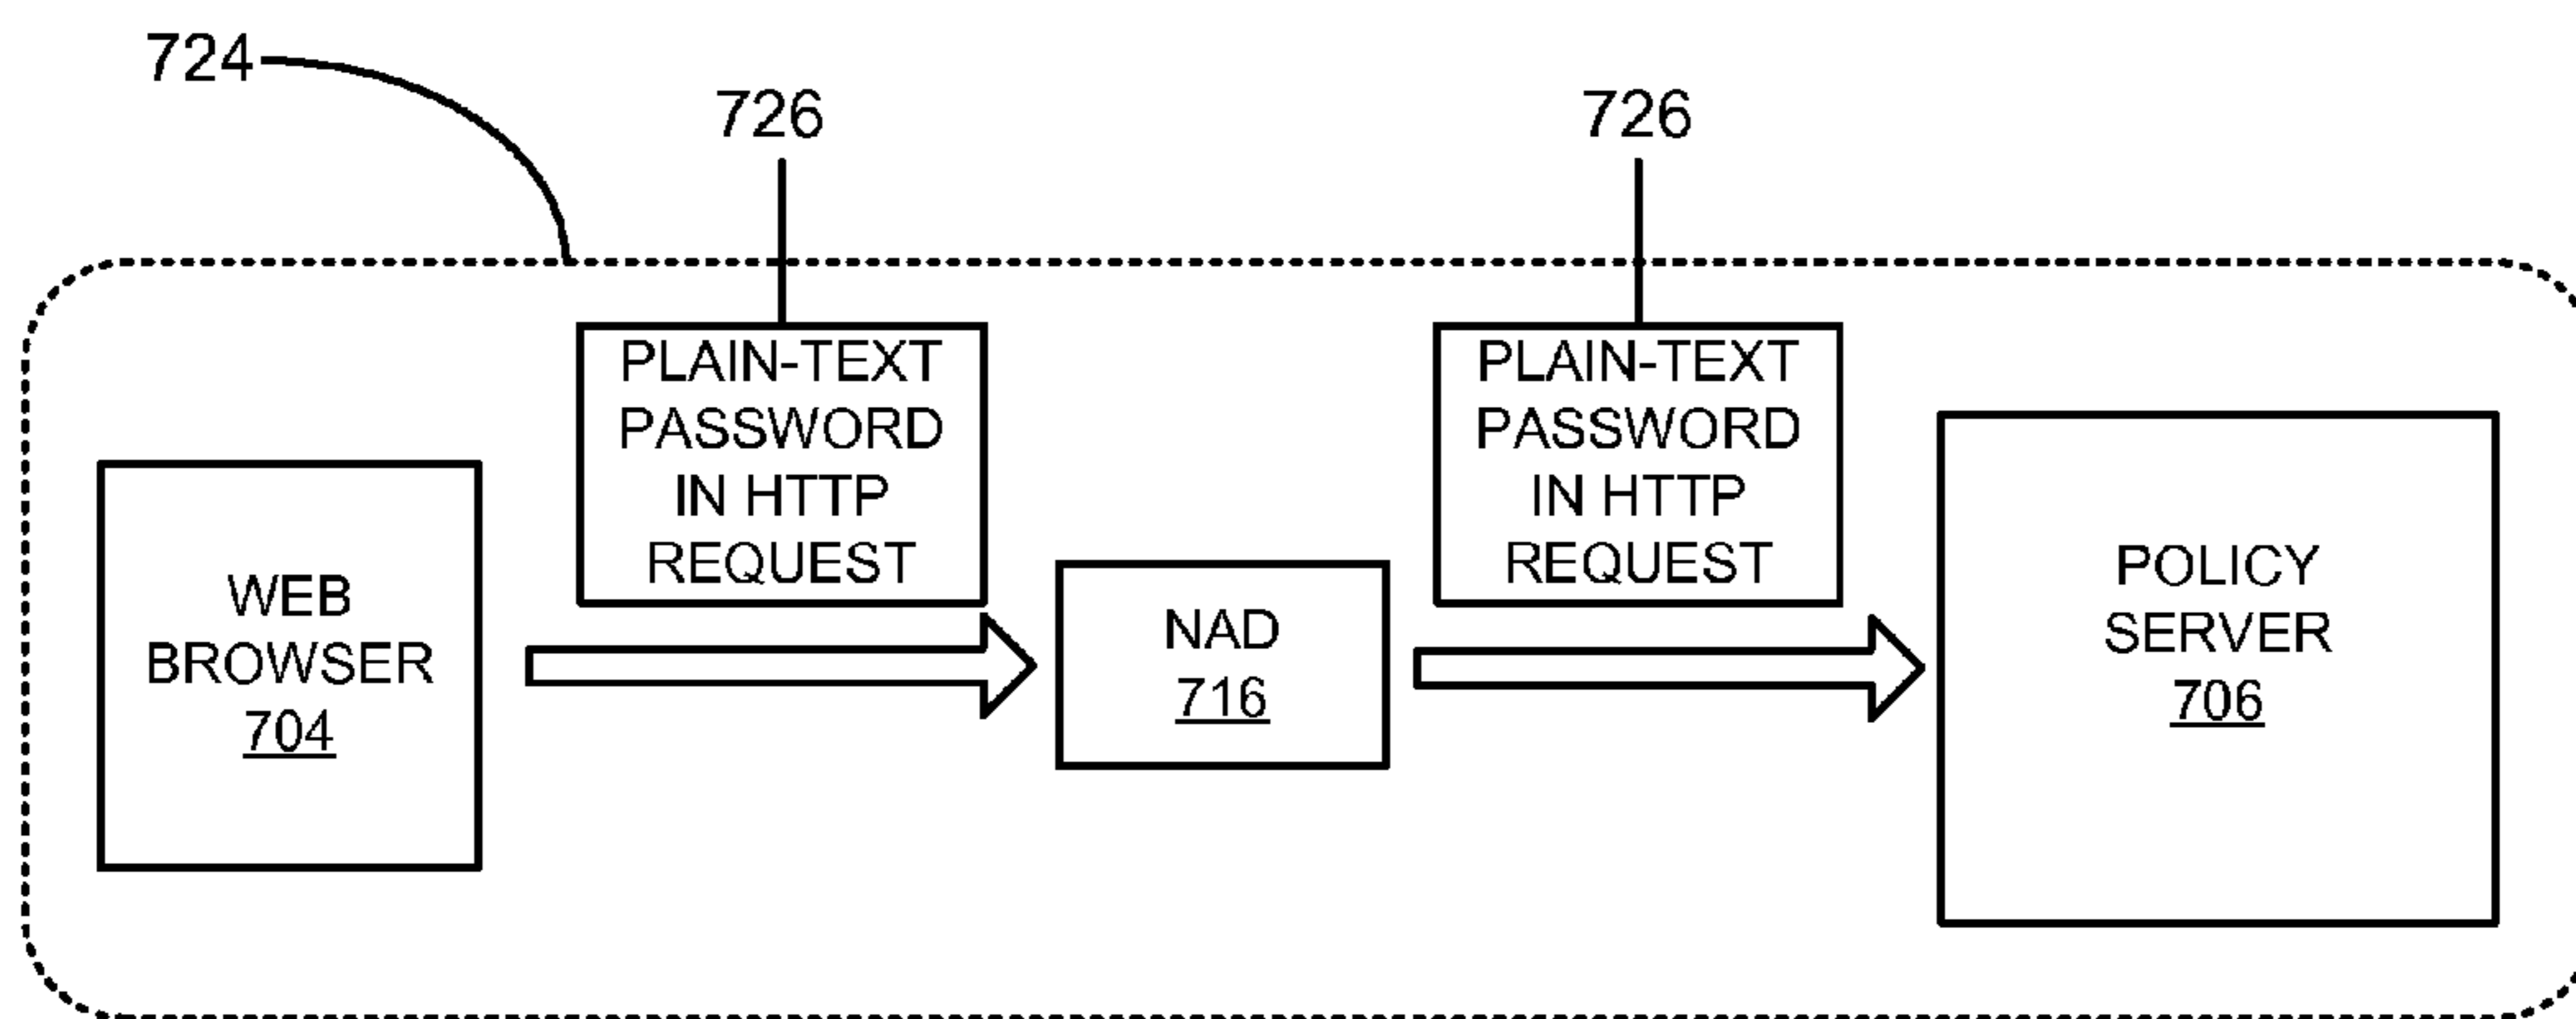 724
726
726
PLAIN-TEXT
PASSWORD
IN HTTP
REQUEST
PLAIN-TEXT
PASSWORD
IN HTTP
REQUEST
WEB
BROWSER
704
NAD
716
POLICY
SERVER
706